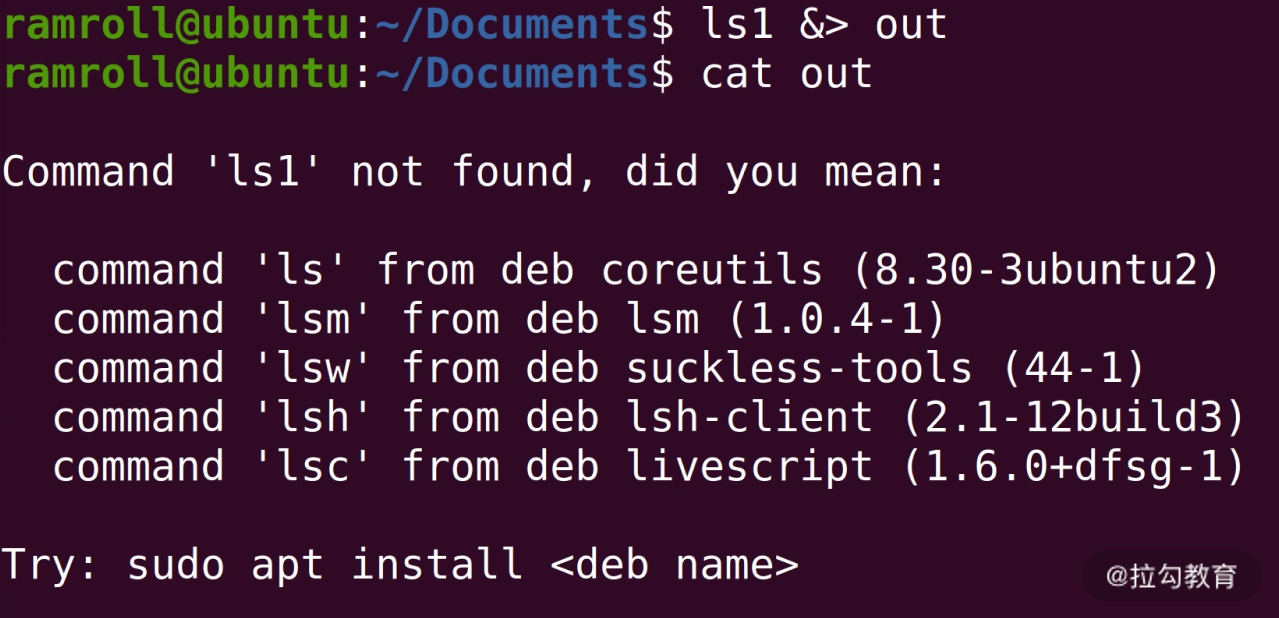 ramroll@ubuntu:~/Documents$ ls1 &> out
ramroll@ubuntu:~/Documents$ cat out
Command 'ls1' not found, did you mean:
command 'ls' from deb coreutils (8.30-3ubuntu2)
command 'lsm' from deb lsm (1.0.4-1)
command 'lsw' from deb suckless-tools (44-1)
command 'lsh' from deb lsh-client (2.1-12build3)
command 'lsc' from deb livescript (1.6.0+dfsg-1)
Try: sudo apt install <deb name>
@拉勾教育